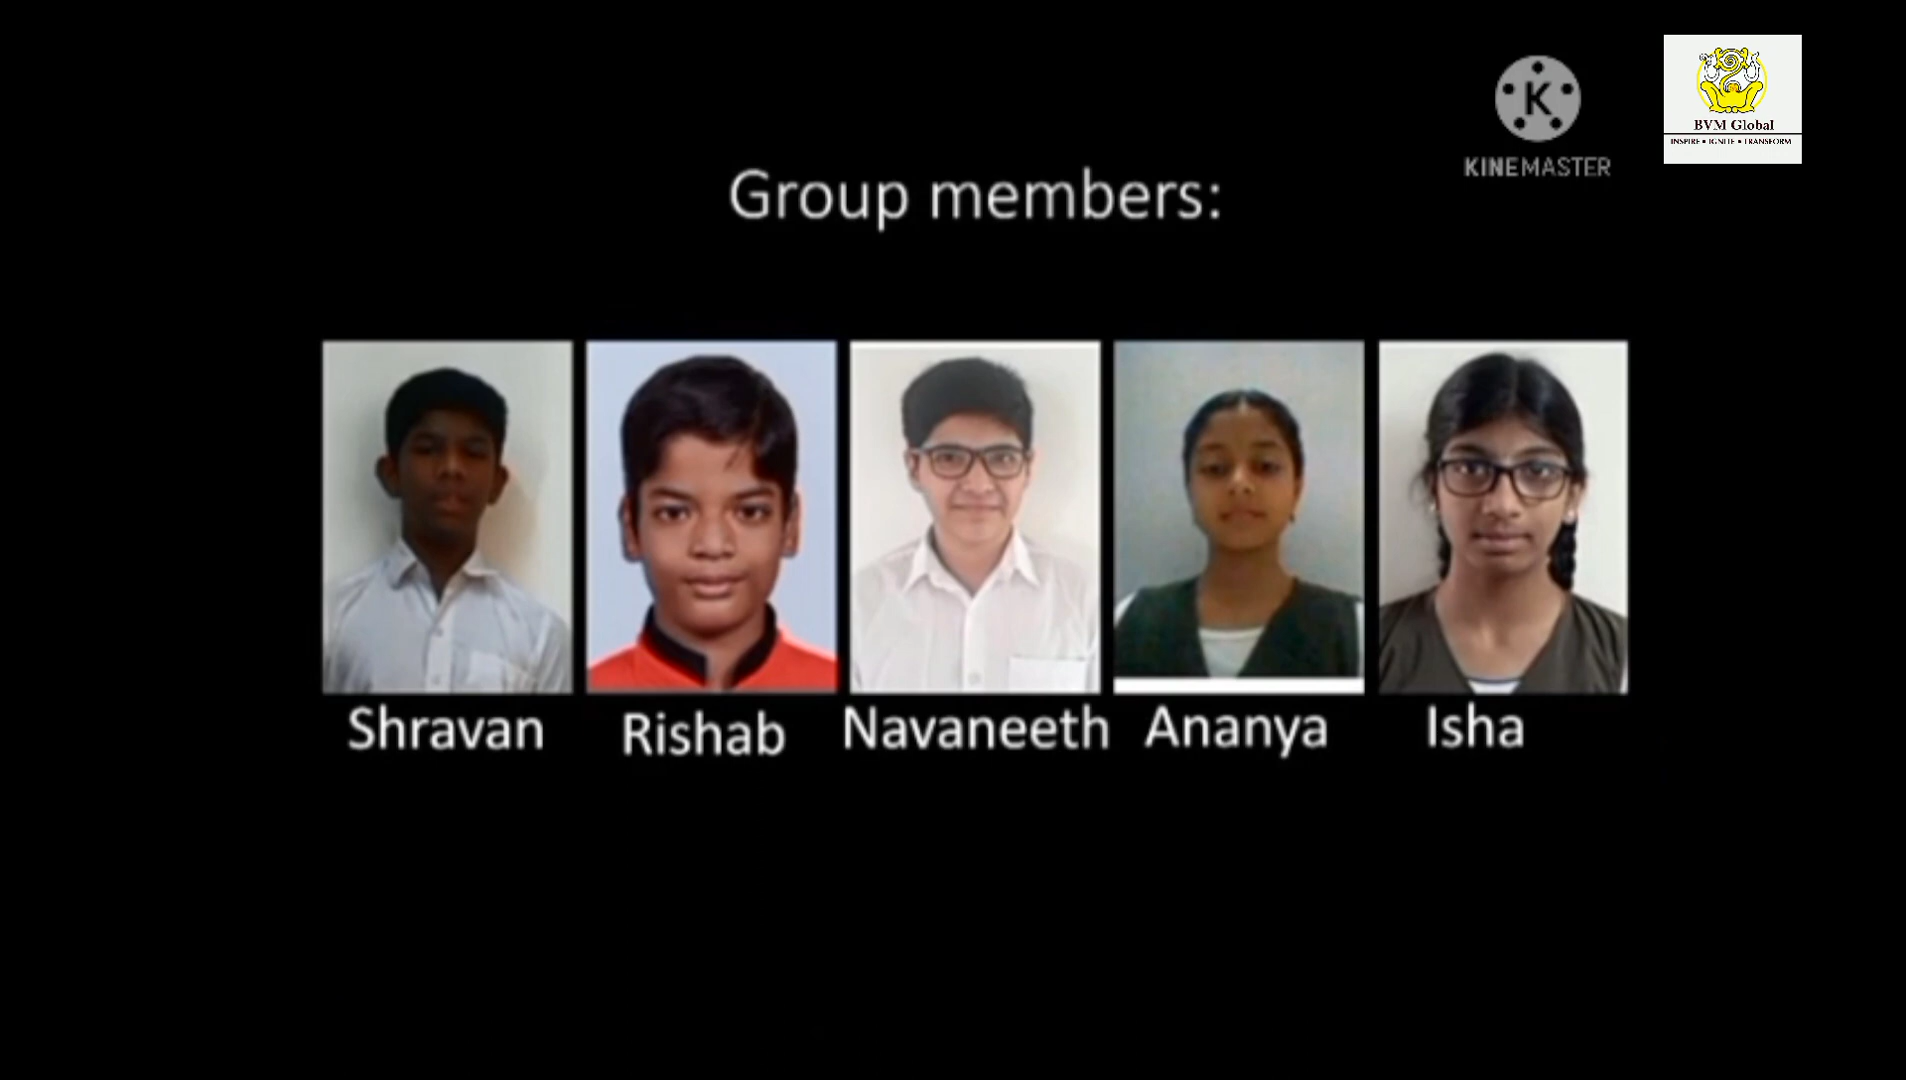 K
KINEMASTER
BVM Global
INSPIRE • IGNITE • TRANSFORM
Group members:
Shravan
Rishab
Navaneeth
Ananya
Isha